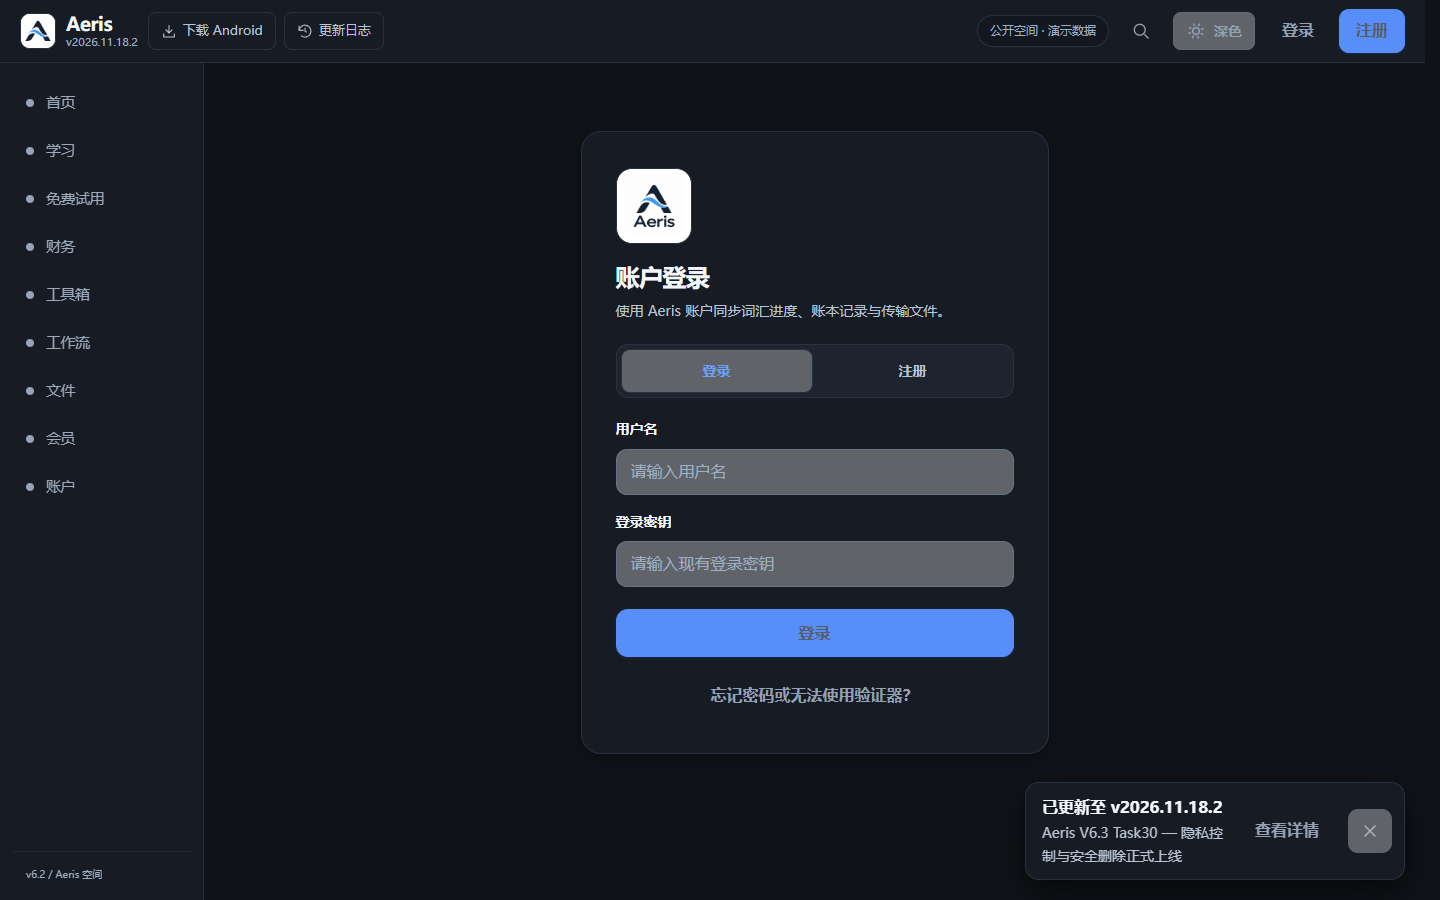 Aeris
v2026.11.18.2
下载 Android
更新日志
公开空间 · 演示数据
深色
登录
注册
首页
学习
免费试用
财务
工具箱
工作流
文件
会员
账户
v6.2 / Aeris 空间
Aeris
账户登录
使用 Aeris 账户同步词汇进度、账本记录与传输文件。
登录
注册
用户名
请输入用户名
登录密钥
请输入现有登录密钥
登录
忘记密码或无法使用验证器?
已更新至 v2026.11.18.2
Aeris V6.3 Task30 — 隐私控
制与安全删除正式上线
查看详情